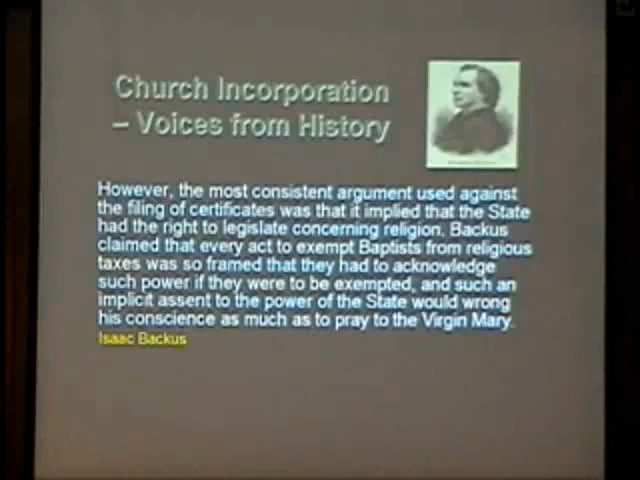 Church Incorporation
– Voices from History
However, the most consistent argument used against
the filing of certificates was that it implied that the State
had the right to legislate concerning religion. Backus
claimed that every act to exempt Baptists from religious
taxes was so framed that they had to acknowledge
such power if they were to be exempted, and such an
implicit assent to the power of the State would wrong
his conscience as much as to pray to the Virgin Mary.
Isaac Backus